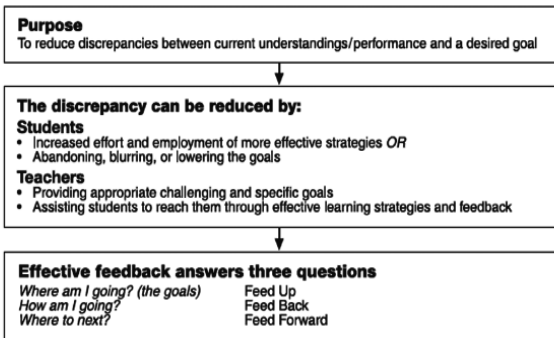 Purpose
To reduce discrepancies between current understandings/performance and a desired goal
The discrepancy can be reduced by:
Students
• Increased effort and employment of more effective strategies OR
• Abandoning, blurring, or lowering the goals
Teachers
• Providing appropriate challenging and specific goals
• Assisting students to reach them through effective learning strategies and feedback
Effective feedback answers three questions
Where am I going? (the goals) Feed Up
How am I going? Feed Back
Where to next? Feed Forward